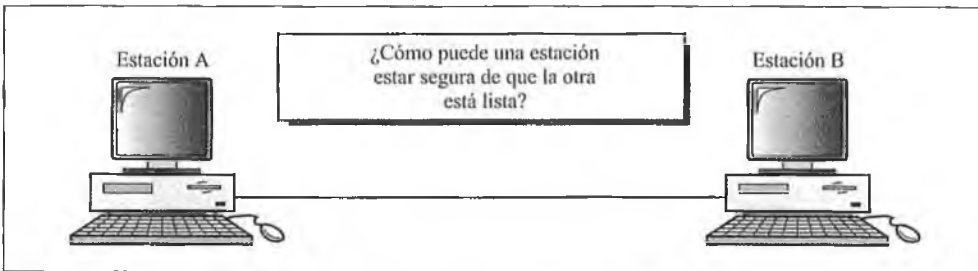 Estación A
¿Cómo puede una estación
estar segura de que la otra
está lista?
Estación B